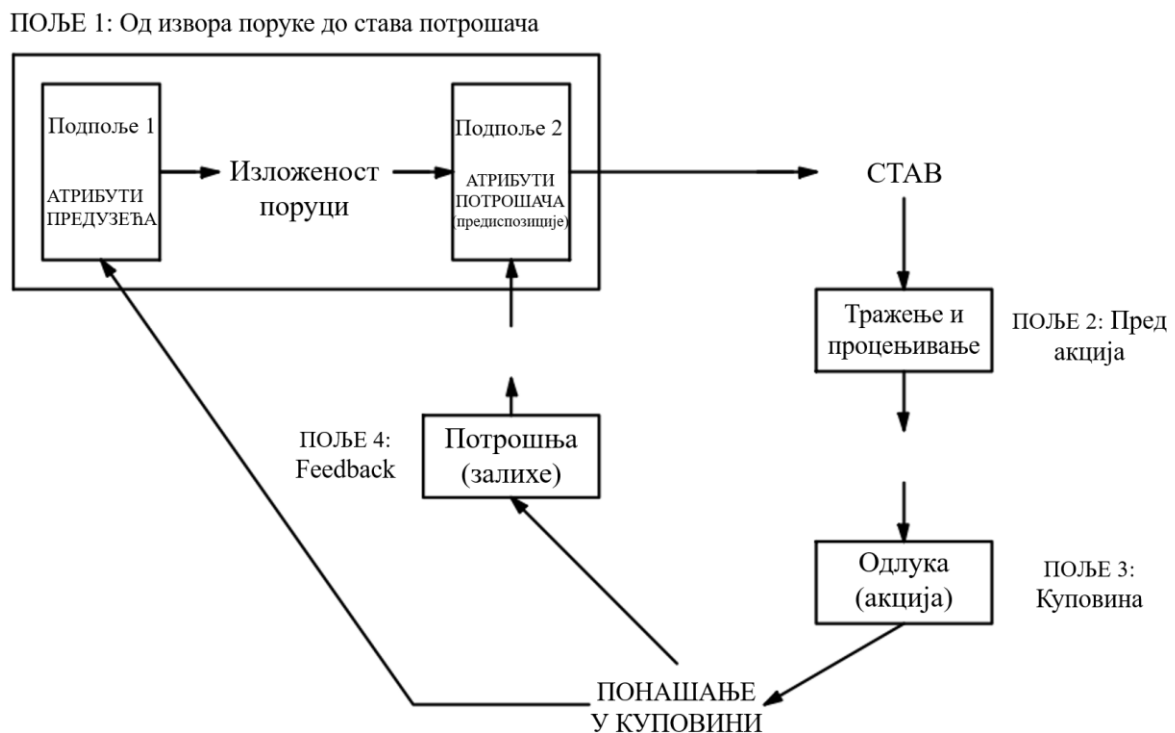 ПОЉЕ 1: Од извора поруке до става потрошача
Подпоље 1
АТРИБУТИ
ПРЕДУЗЕЋА
Изложеност
поруци
Подпоље 2
АТРИБУТИ
ПОТРОШАЧА
(предиспозиције)
СТАВ
Тражење и
процењивање
ПОЉЕ 2: Пред
акција
ПОЉЕ 4:
Feedback
Потрошња
(залихе)
Одлука
(акција)
ПОЉЕ 3:
Куповина
ПОНАШАЊЕ
У КУПОВИНИ